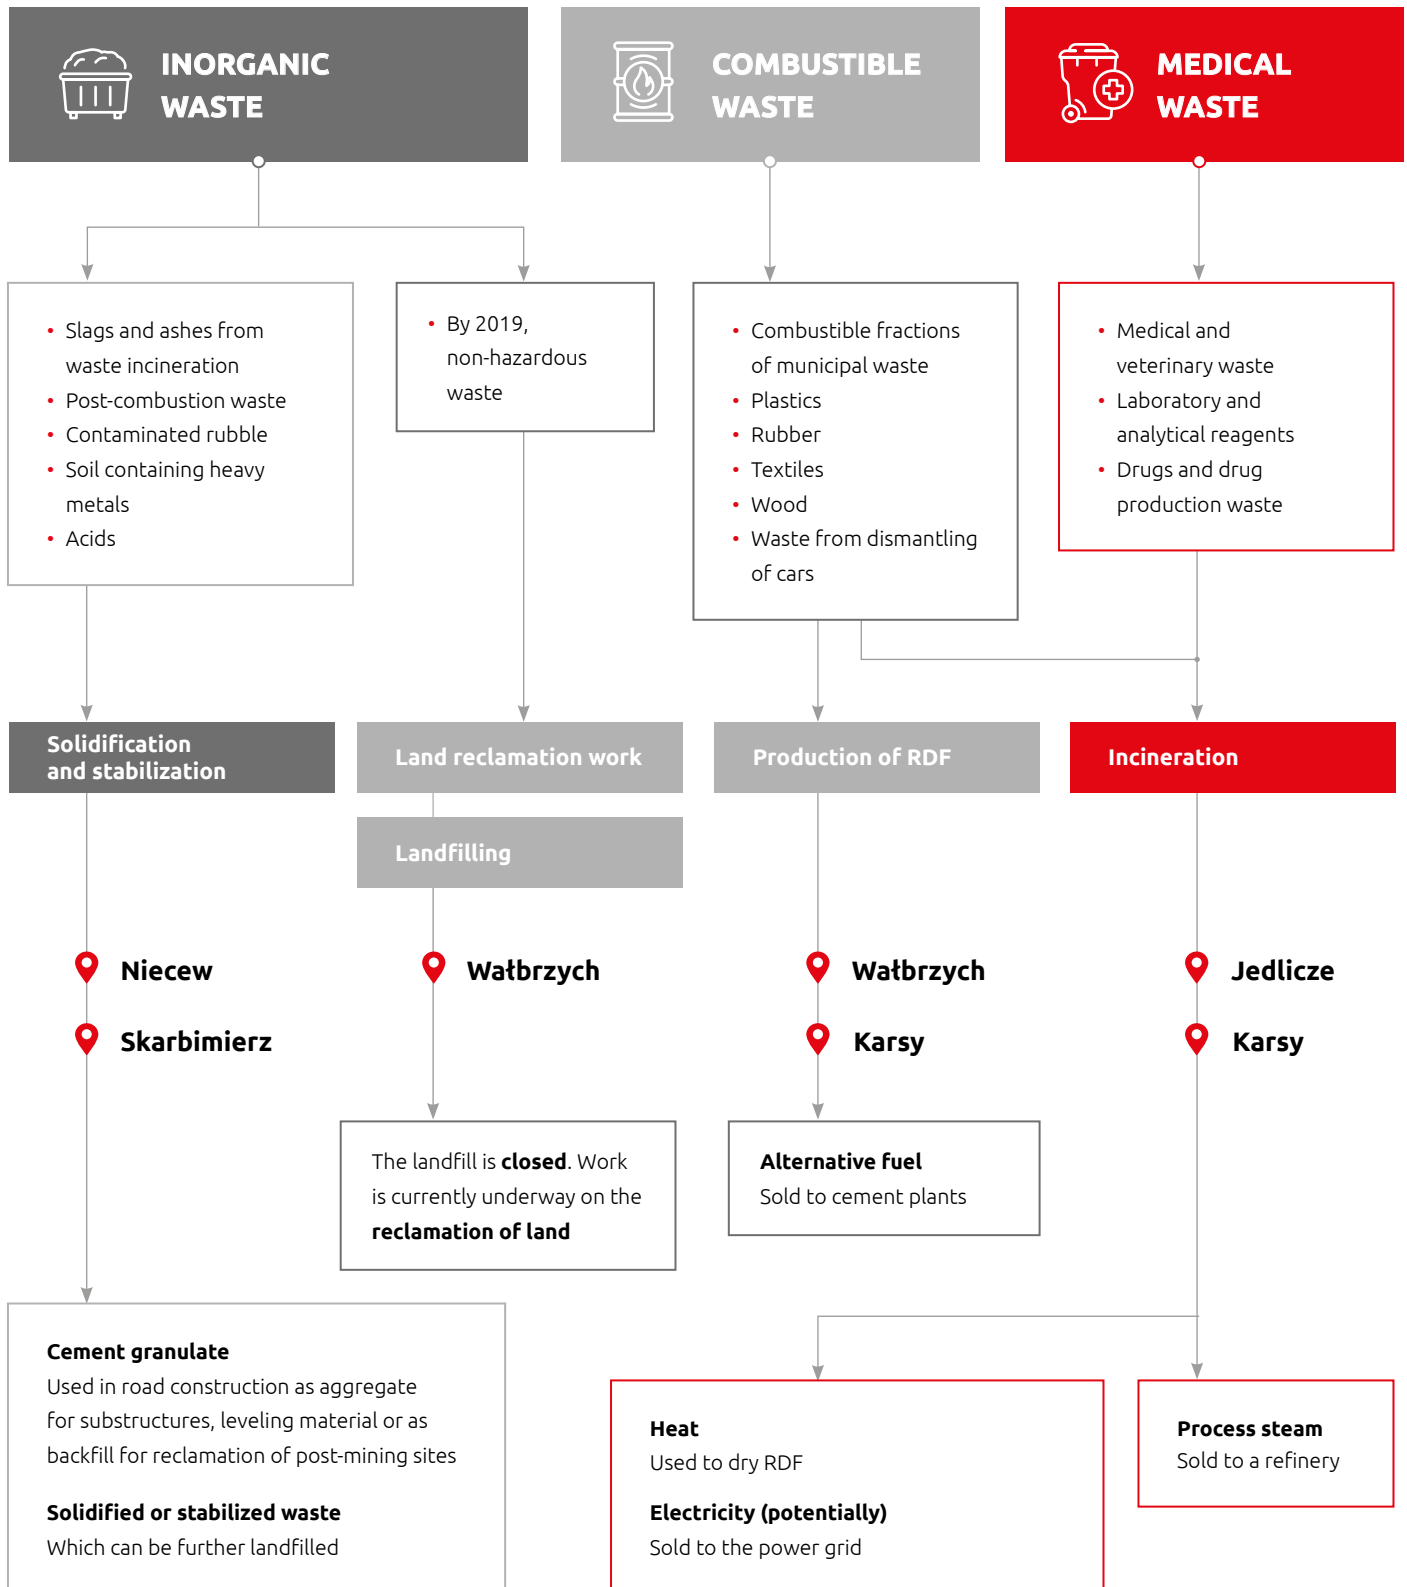 INORGANIC
WASTE
COMBUSTIBLE
WASTE
MEDICAL
WASTE
• Slags and ashes from
waste incineration
• Post-combustion waste
• Contaminated rubble
• Soil containing heavy
metals
• Acids
• By 2019,
non-hazardous
waste
• Combustible fractions
of municipal waste
• Plastics
• Rubber
• Textiles
• Wood
• Waste from dismantling
of cars
• Medical and
veterinary waste
• Laboratory and
analytical reagents
• Drugs and drug
production waste
Solidification
and stabilization
Land reclamation work
Landfilling
Production of RDF
Incineration
Niecew
Skarbimierz
Wałbrzych
Wałbrzych
Karsy
Jedlicze
Karsy
The landfill is closed. Work
is currently underway on the
reclamation of land
Alternative fuel
Sold to cement plants
Cement granulate
Used in road construction as aggregate
for substructures, leveling material or as
backfill for reclamation of post-mining sites
Solidified or stabilized waste
Which can be further landfilled
Heat
Used to dry RDF
Electricity (potentially)
Sold to the power grid
Process steam
Sold to a refinery